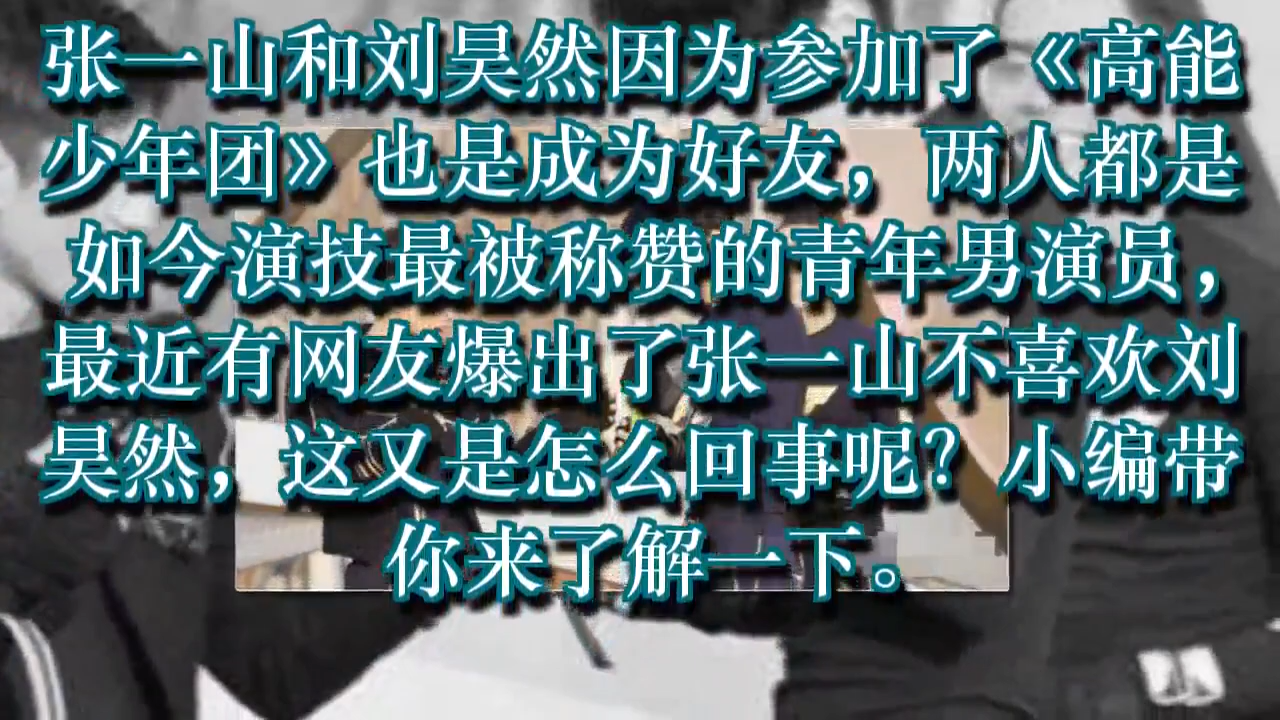 张一山和刘昊然因为参加了《高能
少年团》也是成为好友，两人都是
如今演技最被称赞的青年男演员，
最近有网友爆出了张一山不喜欢刘
昊然，这又是怎么回事呢？小编带
你来了解一下。